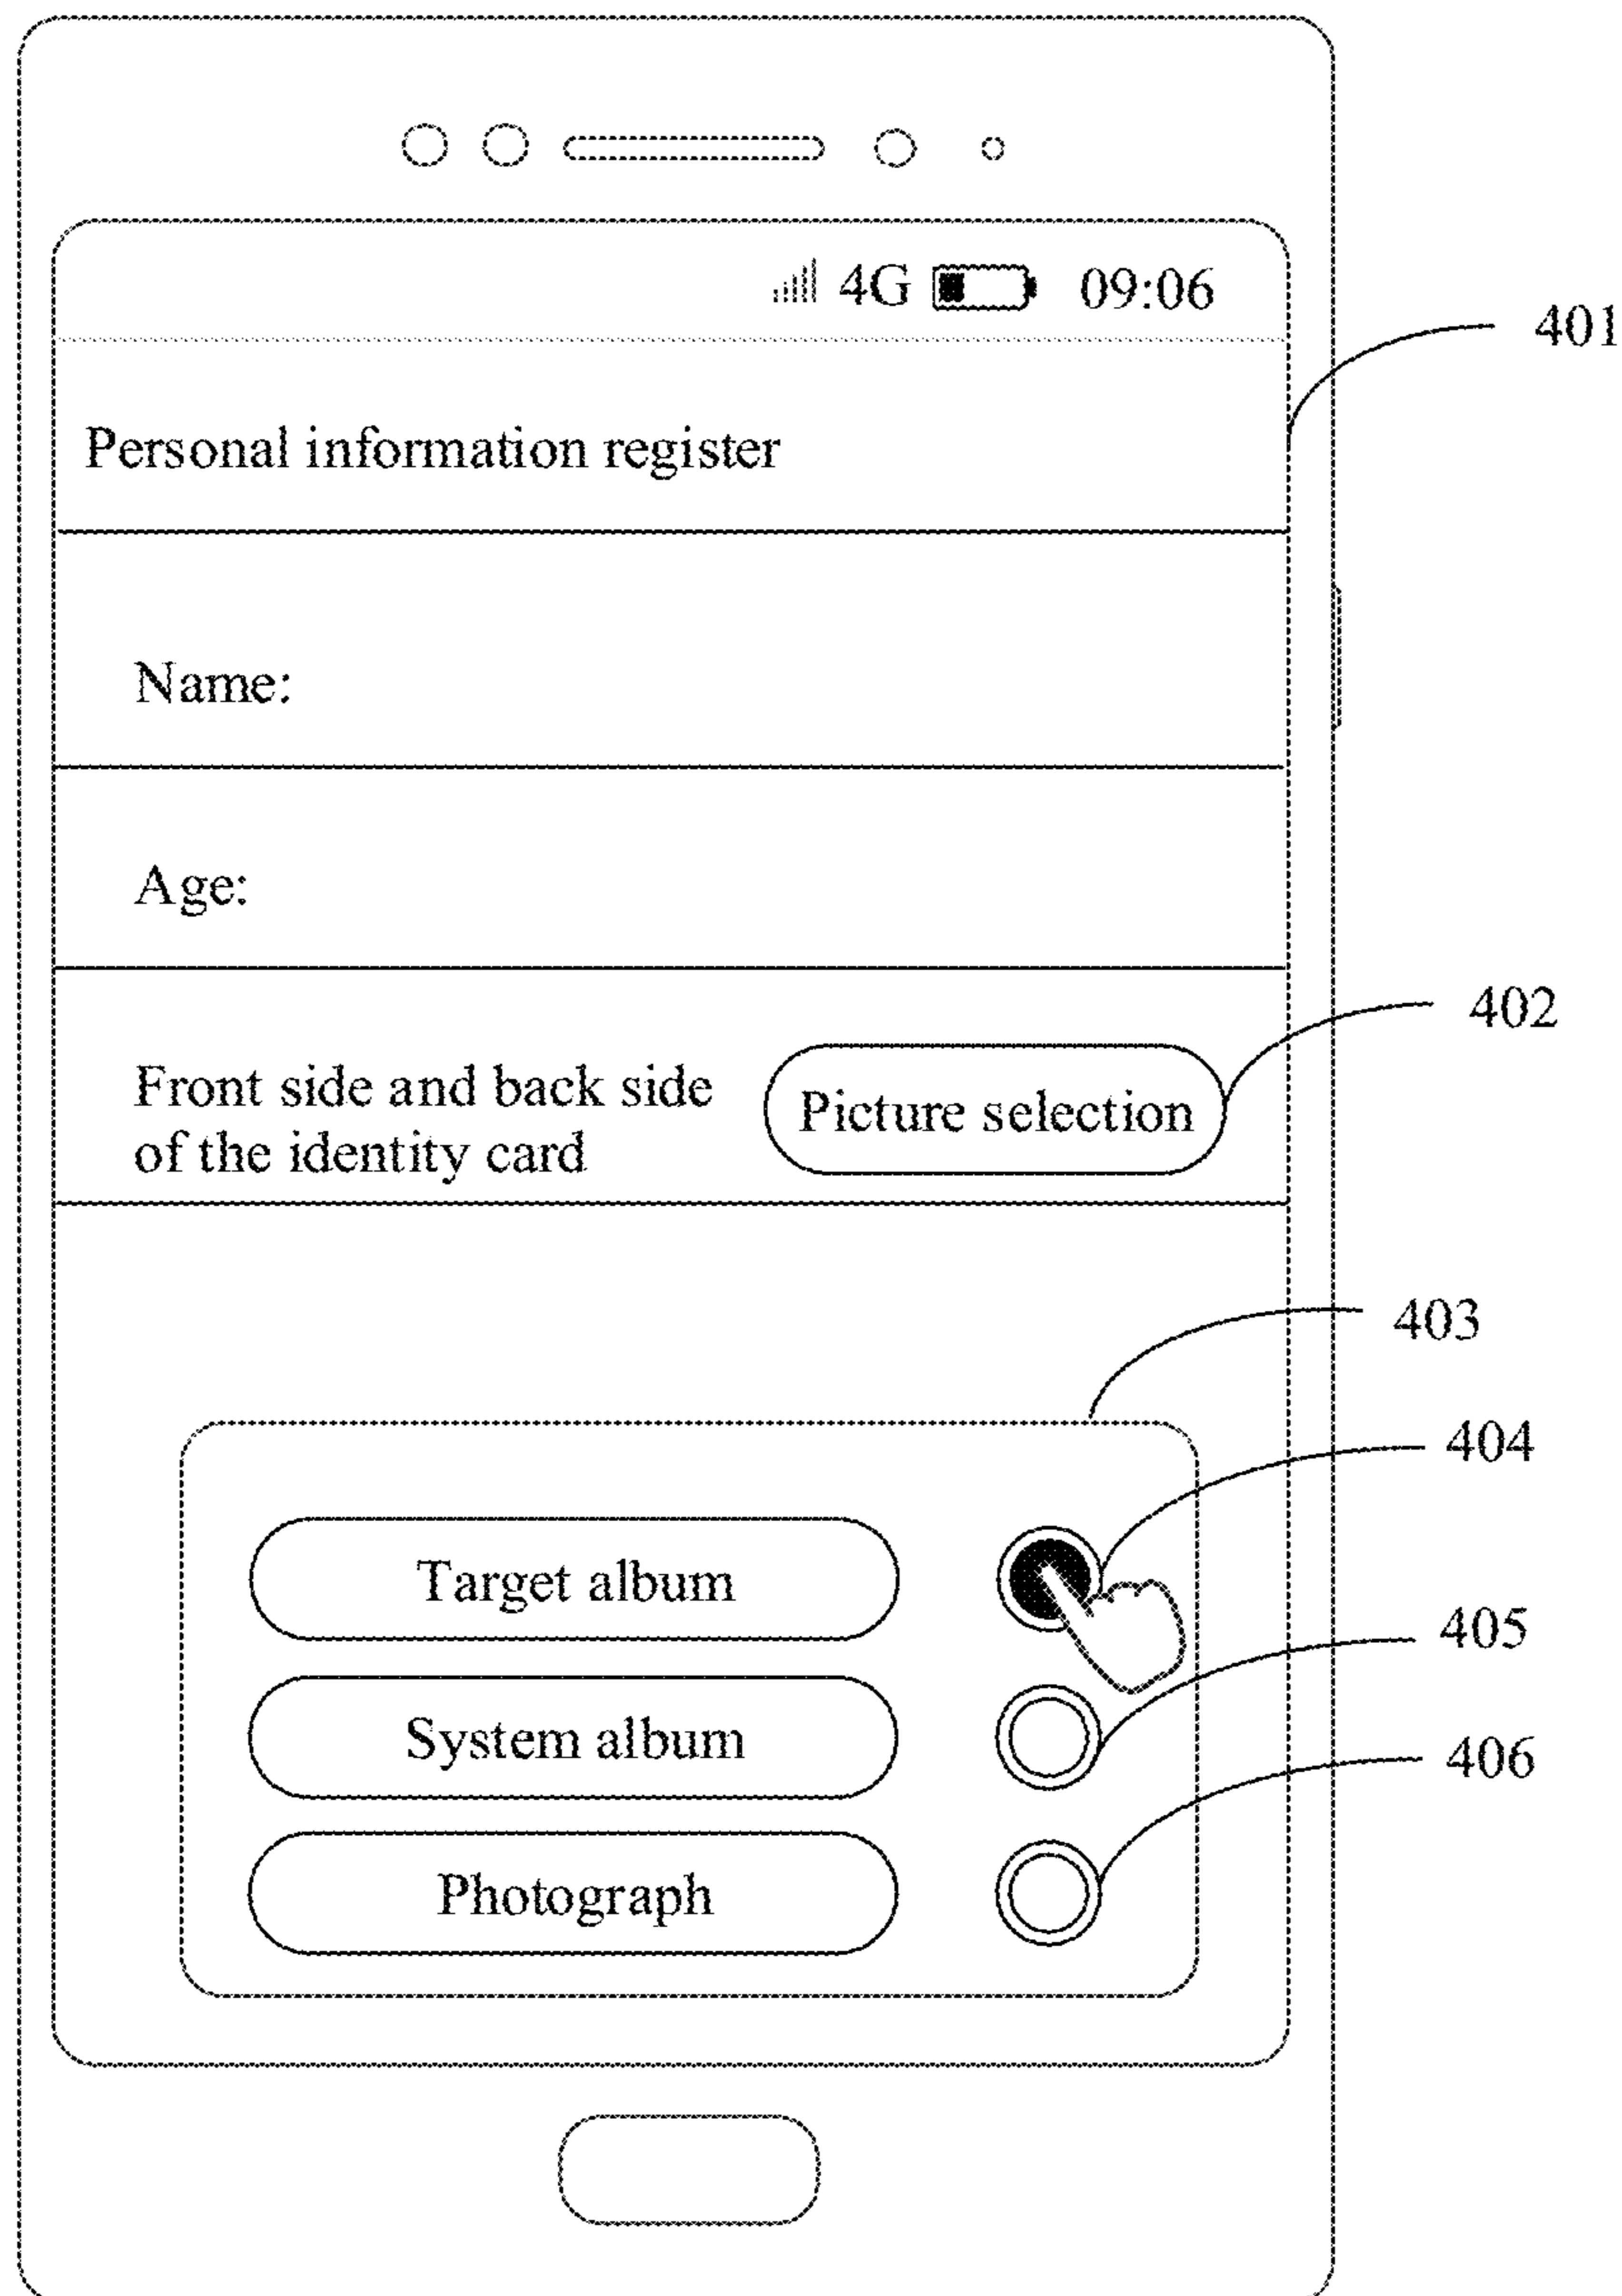 4G 09:06
401
Personal information register
Name:
Age:
402
Front side and back side
of the identity card
Picture selection
403
404
Target album
405
System album
406
Photograph